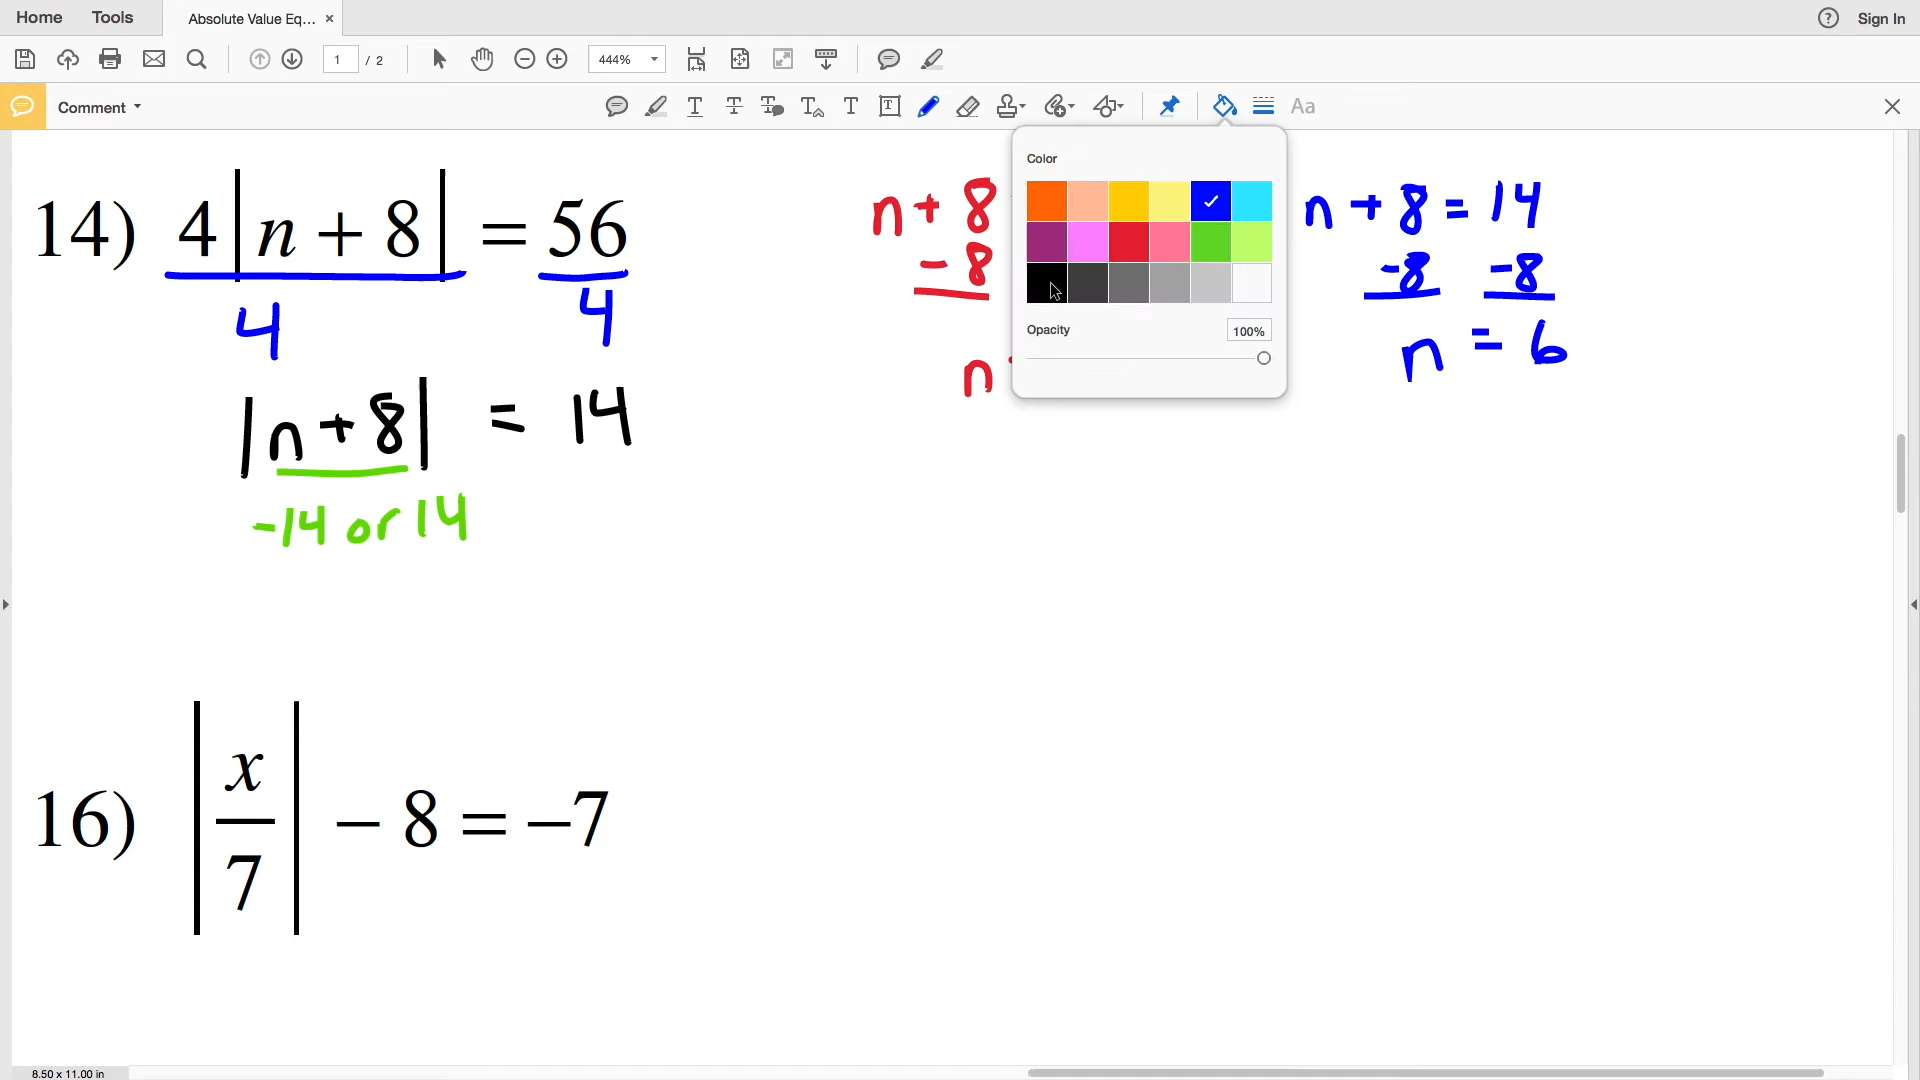 Home Tools Absolute Value Eq... × ? Sign In
1 / 2 444%
Comment Aa
Color
Opacity 100%
14) 4|n + 8| = 56
4 4
|n + 8| = 14
-14 or 14
n + 8
- 8
n
n + 8 = 14
-8 -8
n = 6
16) |x/7| − 8 = −7
8.50 x 11.00 in